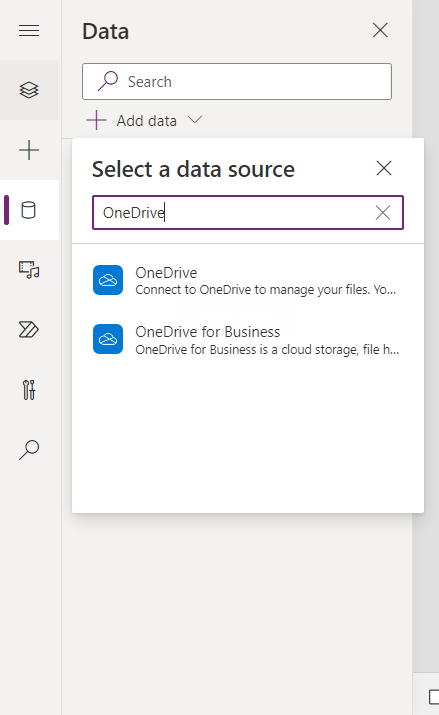 Data
Search
Add data
Select a data source
OneDrive
OneDrive
Connect to OneDrive to manage your files. Yo...
OneDrive for Business
OneDrive for Business is a cloud storage, file h...